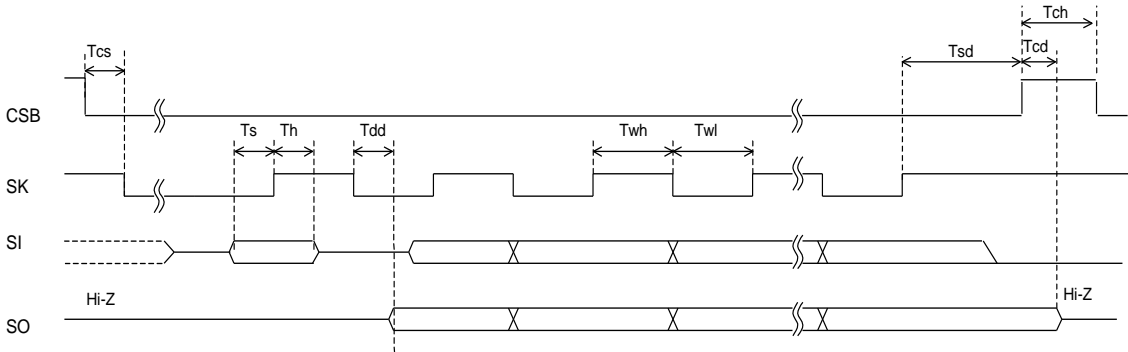 Tch
Tcs
Tsd
Tcd
CSB
Ts
Th
Tdd
Twh
Twl
SK
SI
Hi-Z
Hi-Z
SO